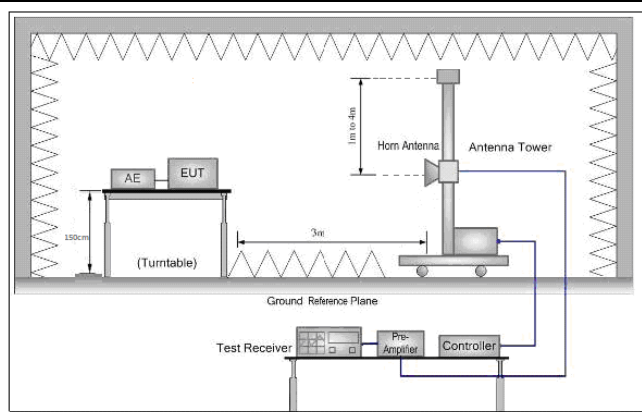 1m to 4m
Horn Antenna
Antenna Tower
AE
EUT
150cm
(Turntable)
3m
Ground Reference Plane
Test Receiver
Pre-
Amplifier
Controller